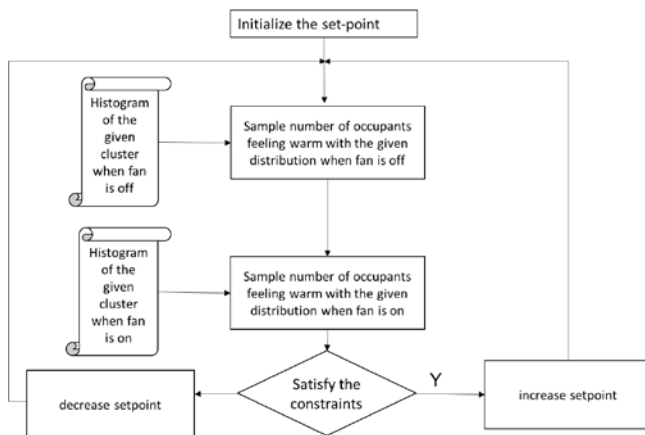 Initialize the set-point
Histogram
of the
given
cluster
when fan
is off
Sample number of occupants
feeling warm with the given
distribution when fan is off
Histogram
of the
given
cluster
when fan
is on
Sample number of occupants
feeling warm with the given
distribution when fan is on
Satisfy the
constraints
Y
decrease setpoint
increase setpoint